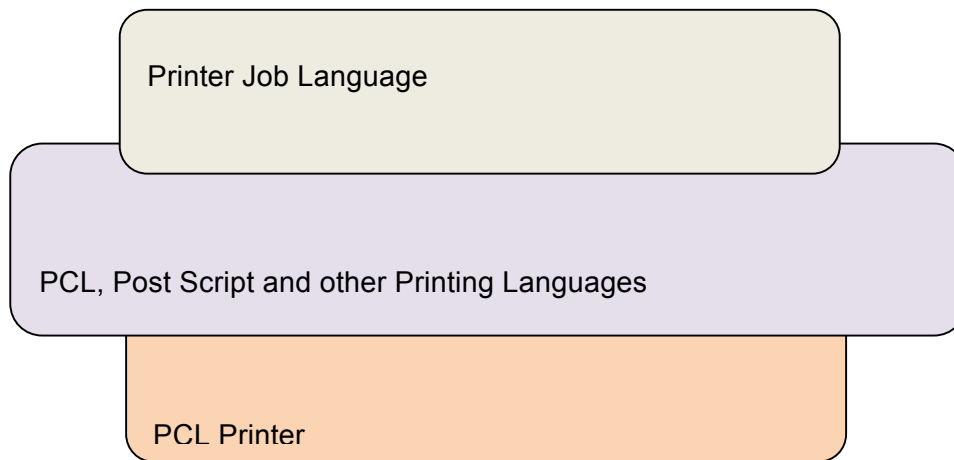 Printer Job Language
PCL, Post Script and other Printing Languages
PCL Printer